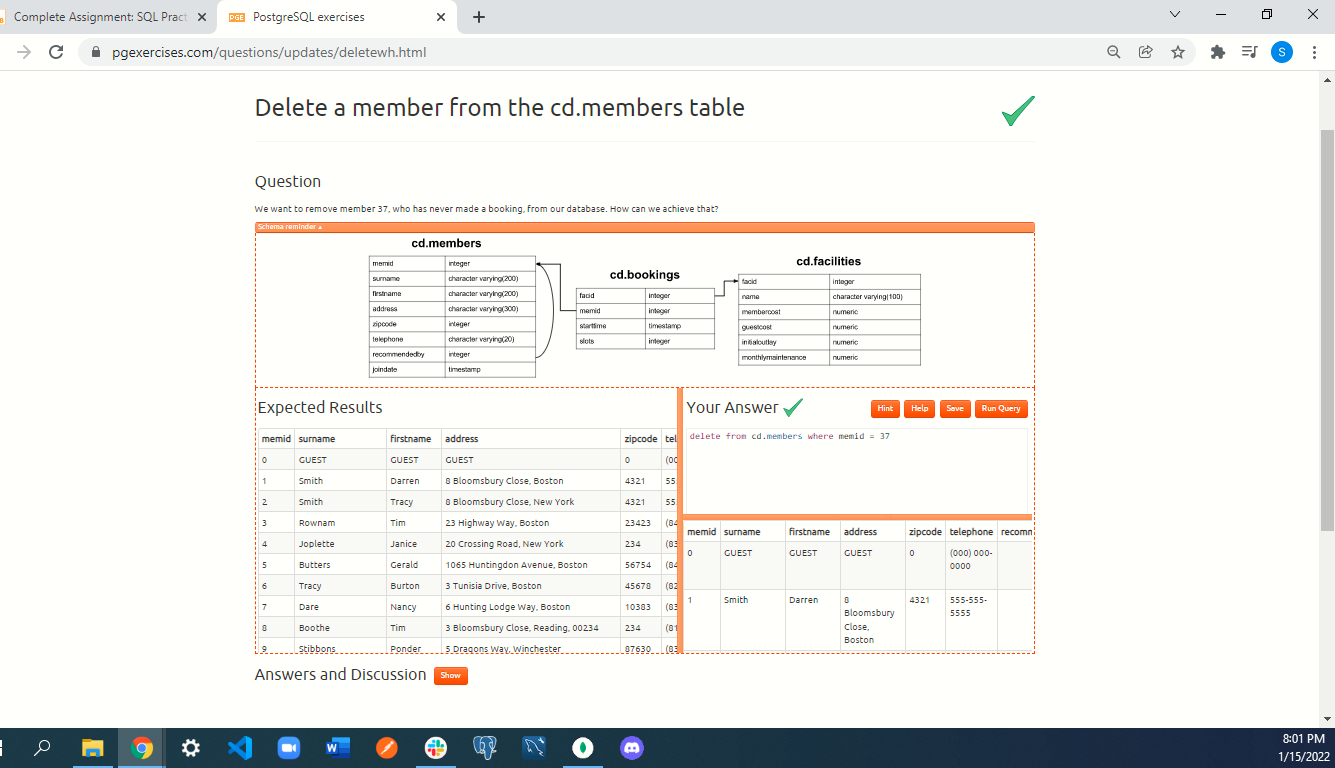 Complete Assignment: SQL Pract
PGE PostgreSQL exercises
pgexercises.com/questions/updates/deletewh.html
S
Delete a member from the cd.members table
Question
We want to remove member 37, who has never made a booking, from our database. How can we achieve that?
Schema reminder
cd.members
memid integer
surname character varying(200)
firstname character varying(200)
address character varying(300)
zipcode integer
telephone character varying(20)
recommendedby integer
joindate timestamp
cd.bookings
facid integer
memid integer
starttime timestamp
slots integer
cd.facilities
facid integer
name character varying(100)
membercost numeric
guestcost numeric
initialoutlay numeric
monthlymaintenance numeric
Expected Results
memid surname firstname address zipcode tel
0 GUEST GUEST GUEST 0 (00
1 Smith Darren 8 Bloomsbury Close, Boston 4321 55
2 Smith Tracy 8 Bloomsbury Close, New York 4321 55
3 Rownam Tim 23 Highway Way, Boston 23423 (84
4 Joplette Janice 20 Crossing Road, New York 234 (83
5 Butters Gerald 1065 Huntingdon Avenue, Boston 56754 (84
6 Tracy Burton 3 Tunisia Drive, Boston 45678 (82
7 Dare Nancy 6 Hunting Lodge Way, Boston 10383 (83
8 Boothe Tim 3 Bloomsbury Close, Reading, 00234 234 (81
9 Stibbons Ponder 5 Dragons Way, Winchester 87630 (83
Your Answer
Hint Help Save Run Query
delete from cd.members where memid = 37
memid surname firstname address zipcode telephone recomm
0 GUEST GUEST GUEST 0 (000) 000-
0000
1 Smith Darren 8 4321 555-555-
Bloomsbury 5555
Close,
Boston
Answers and Discussion Show
8:01 PM
1/15/2022